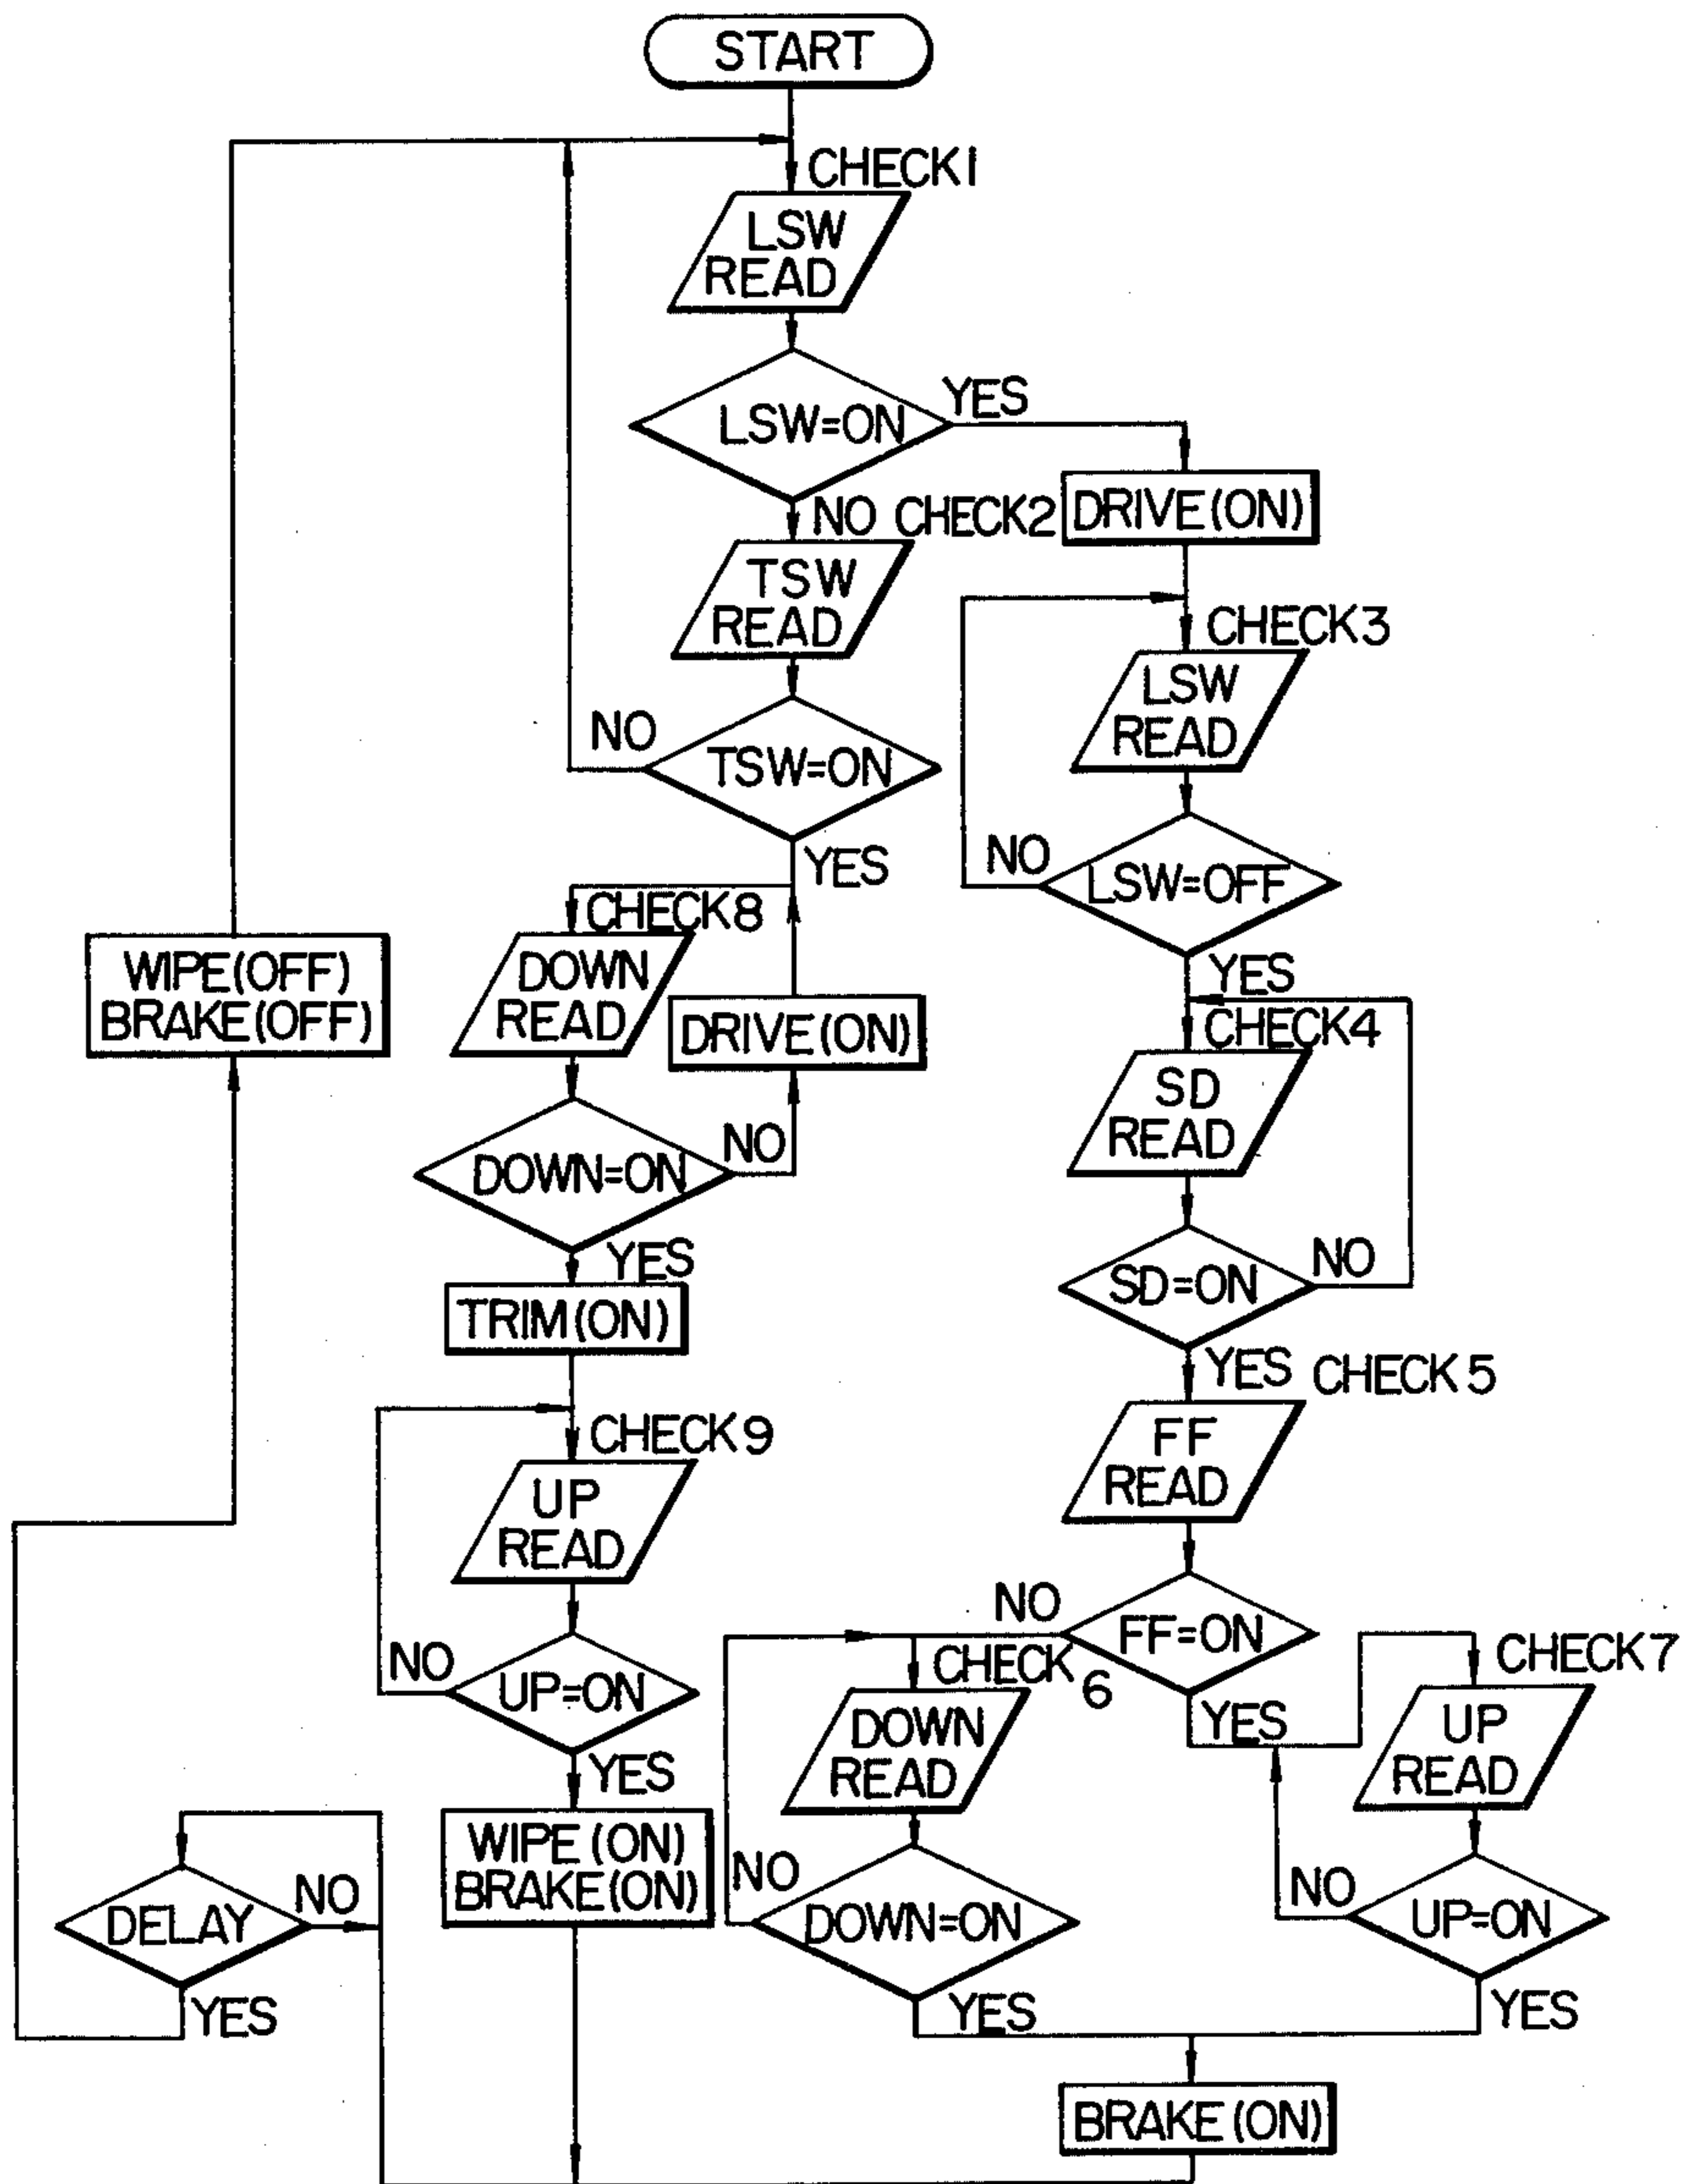 START
CHECK1
LSW
READ
LSW=ON
YES
NO CHECK2
DRIVE(ON)
TSW
READ
CHECK3
LSW
READ
NO
TSW=ON
YES
NO
LSW=OFF
YES
CHECK8
DOWN
READ
DRIVE(ON)
WIPE(OFF)
BRAKE(OFF)
CHECK4
SD
READ
DOWN=ON
NO
YES
SD=ON
NO
TRIM(ON)
YES CHECK5
CHECK9
UP
READ
FF
READ
NO
FF=ON
YES
NO
UP=ON
YES
CHECK 6
DOWN
READ
CHECK7
UP
READ
WIPE(ON)
BRAKE(ON)
DELAY
NO
YES
NO
DOWN=ON
YES
NO
UP=ON
YES
BRAKE(ON)